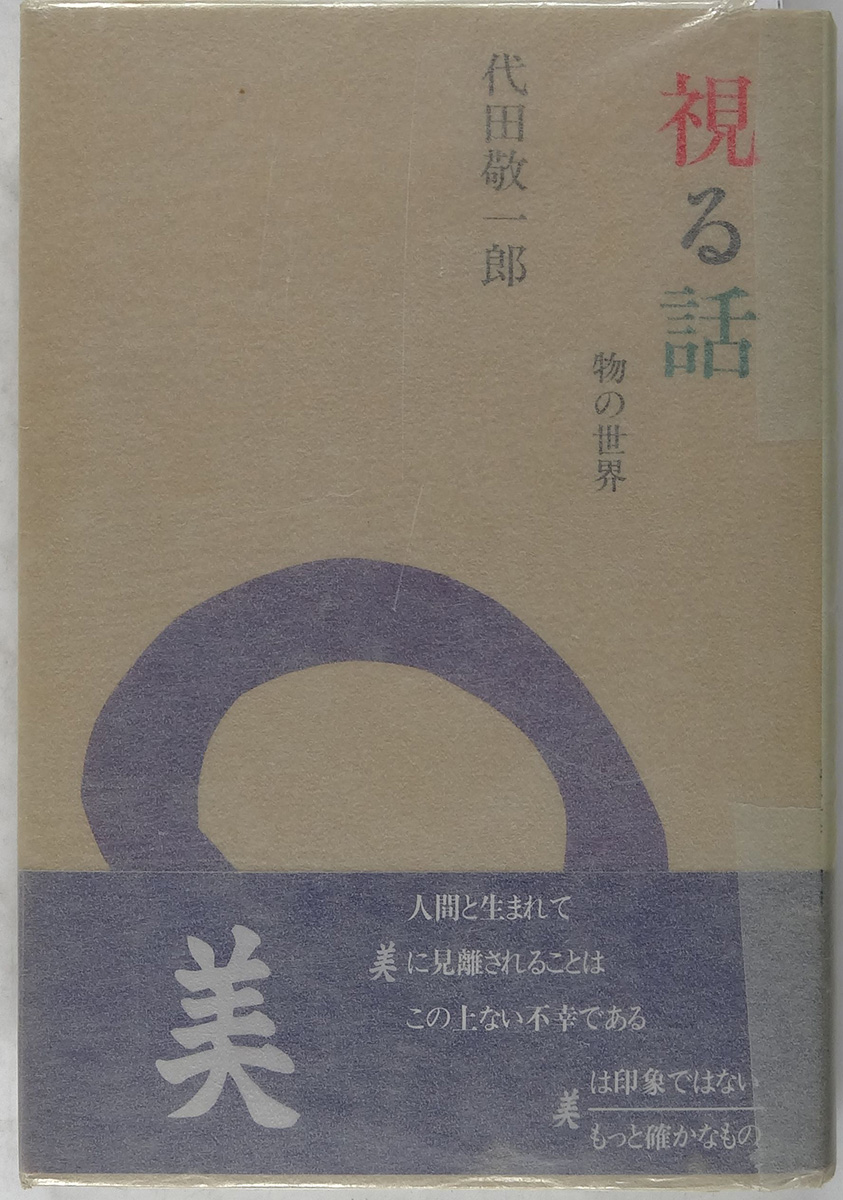 視る話
物の世界
代田敬一郎
美
人間と生まれて
美に見離されることは
この上ない不幸である
美は印象ではない
もっと確かなもの